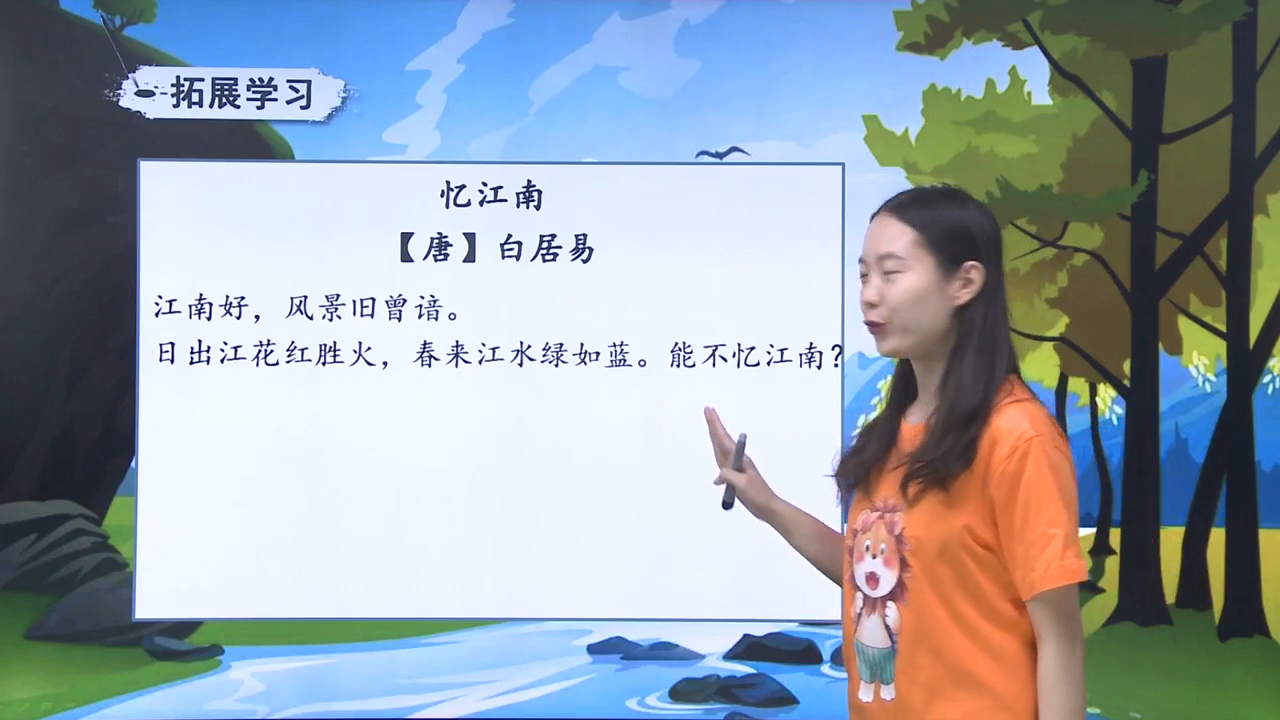 拓展学习
忆江南
【唐】白居易
江南好，风景旧曾谙。
日出江花红胜火，春来江水绿如蓝。能不忆江南？